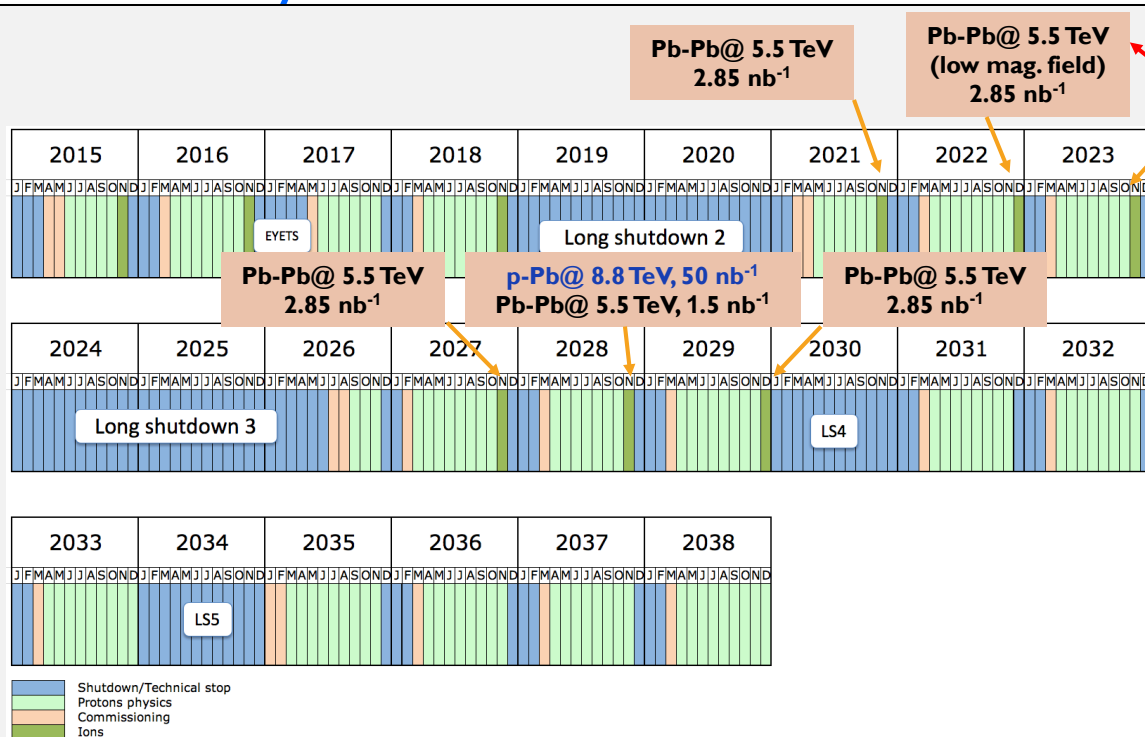 Pb-Pb@ 5.5 TeV
2.85 nb⁻¹
Pb-Pb@ 5.5 TeV
(low mag. field)
2.85 nb⁻¹
2015 2016 2017 2018 2019 2020 2021 2022 2023
J F M A M J J A S O N D J F M A M J J A S O N D J F M A M J J A S O N D J F M A M J J A S O N D J F M A M J J A S O N D J F M A M J J A S O N D J F M A M J J A S O N D J F M A M J J A S O N D J F M A M J J A S O N D
EYETS
Long shutdown 2
Pb-Pb@ 5.5 TeV
2.85 nb⁻¹
p-Pb@ 8.8 TeV, 50 nb⁻¹
Pb-Pb@ 5.5 TeV, 1.5 nb⁻¹
Pb-Pb@ 5.5 TeV
2.85 nb⁻¹
2024 2025 2026 2027 2028 2029 2030 2031 2032
J F M A M J J A S O N D J F M A M J J A S O N D J F M A M J J A S O N D J F M A M J J A S O N D J F M A M J J A S O N D J F M A M J J A S O N D J F M A M J J A S O N D J F M A M J J A S O N D J F M A M J J A S O N D
Long shutdown 3
LS4
2033 2034 2035 2036 2037 2038
J F M A M J J A S O N D J F M A M J J A S O N D J F M A M J J A S O N D J F M A M J J A S O N D J F M A M J J A S O N D J F M A M J J A S O N D
LS5
Shutdown/Technical stop
Protons physics
Commissioning
Ions